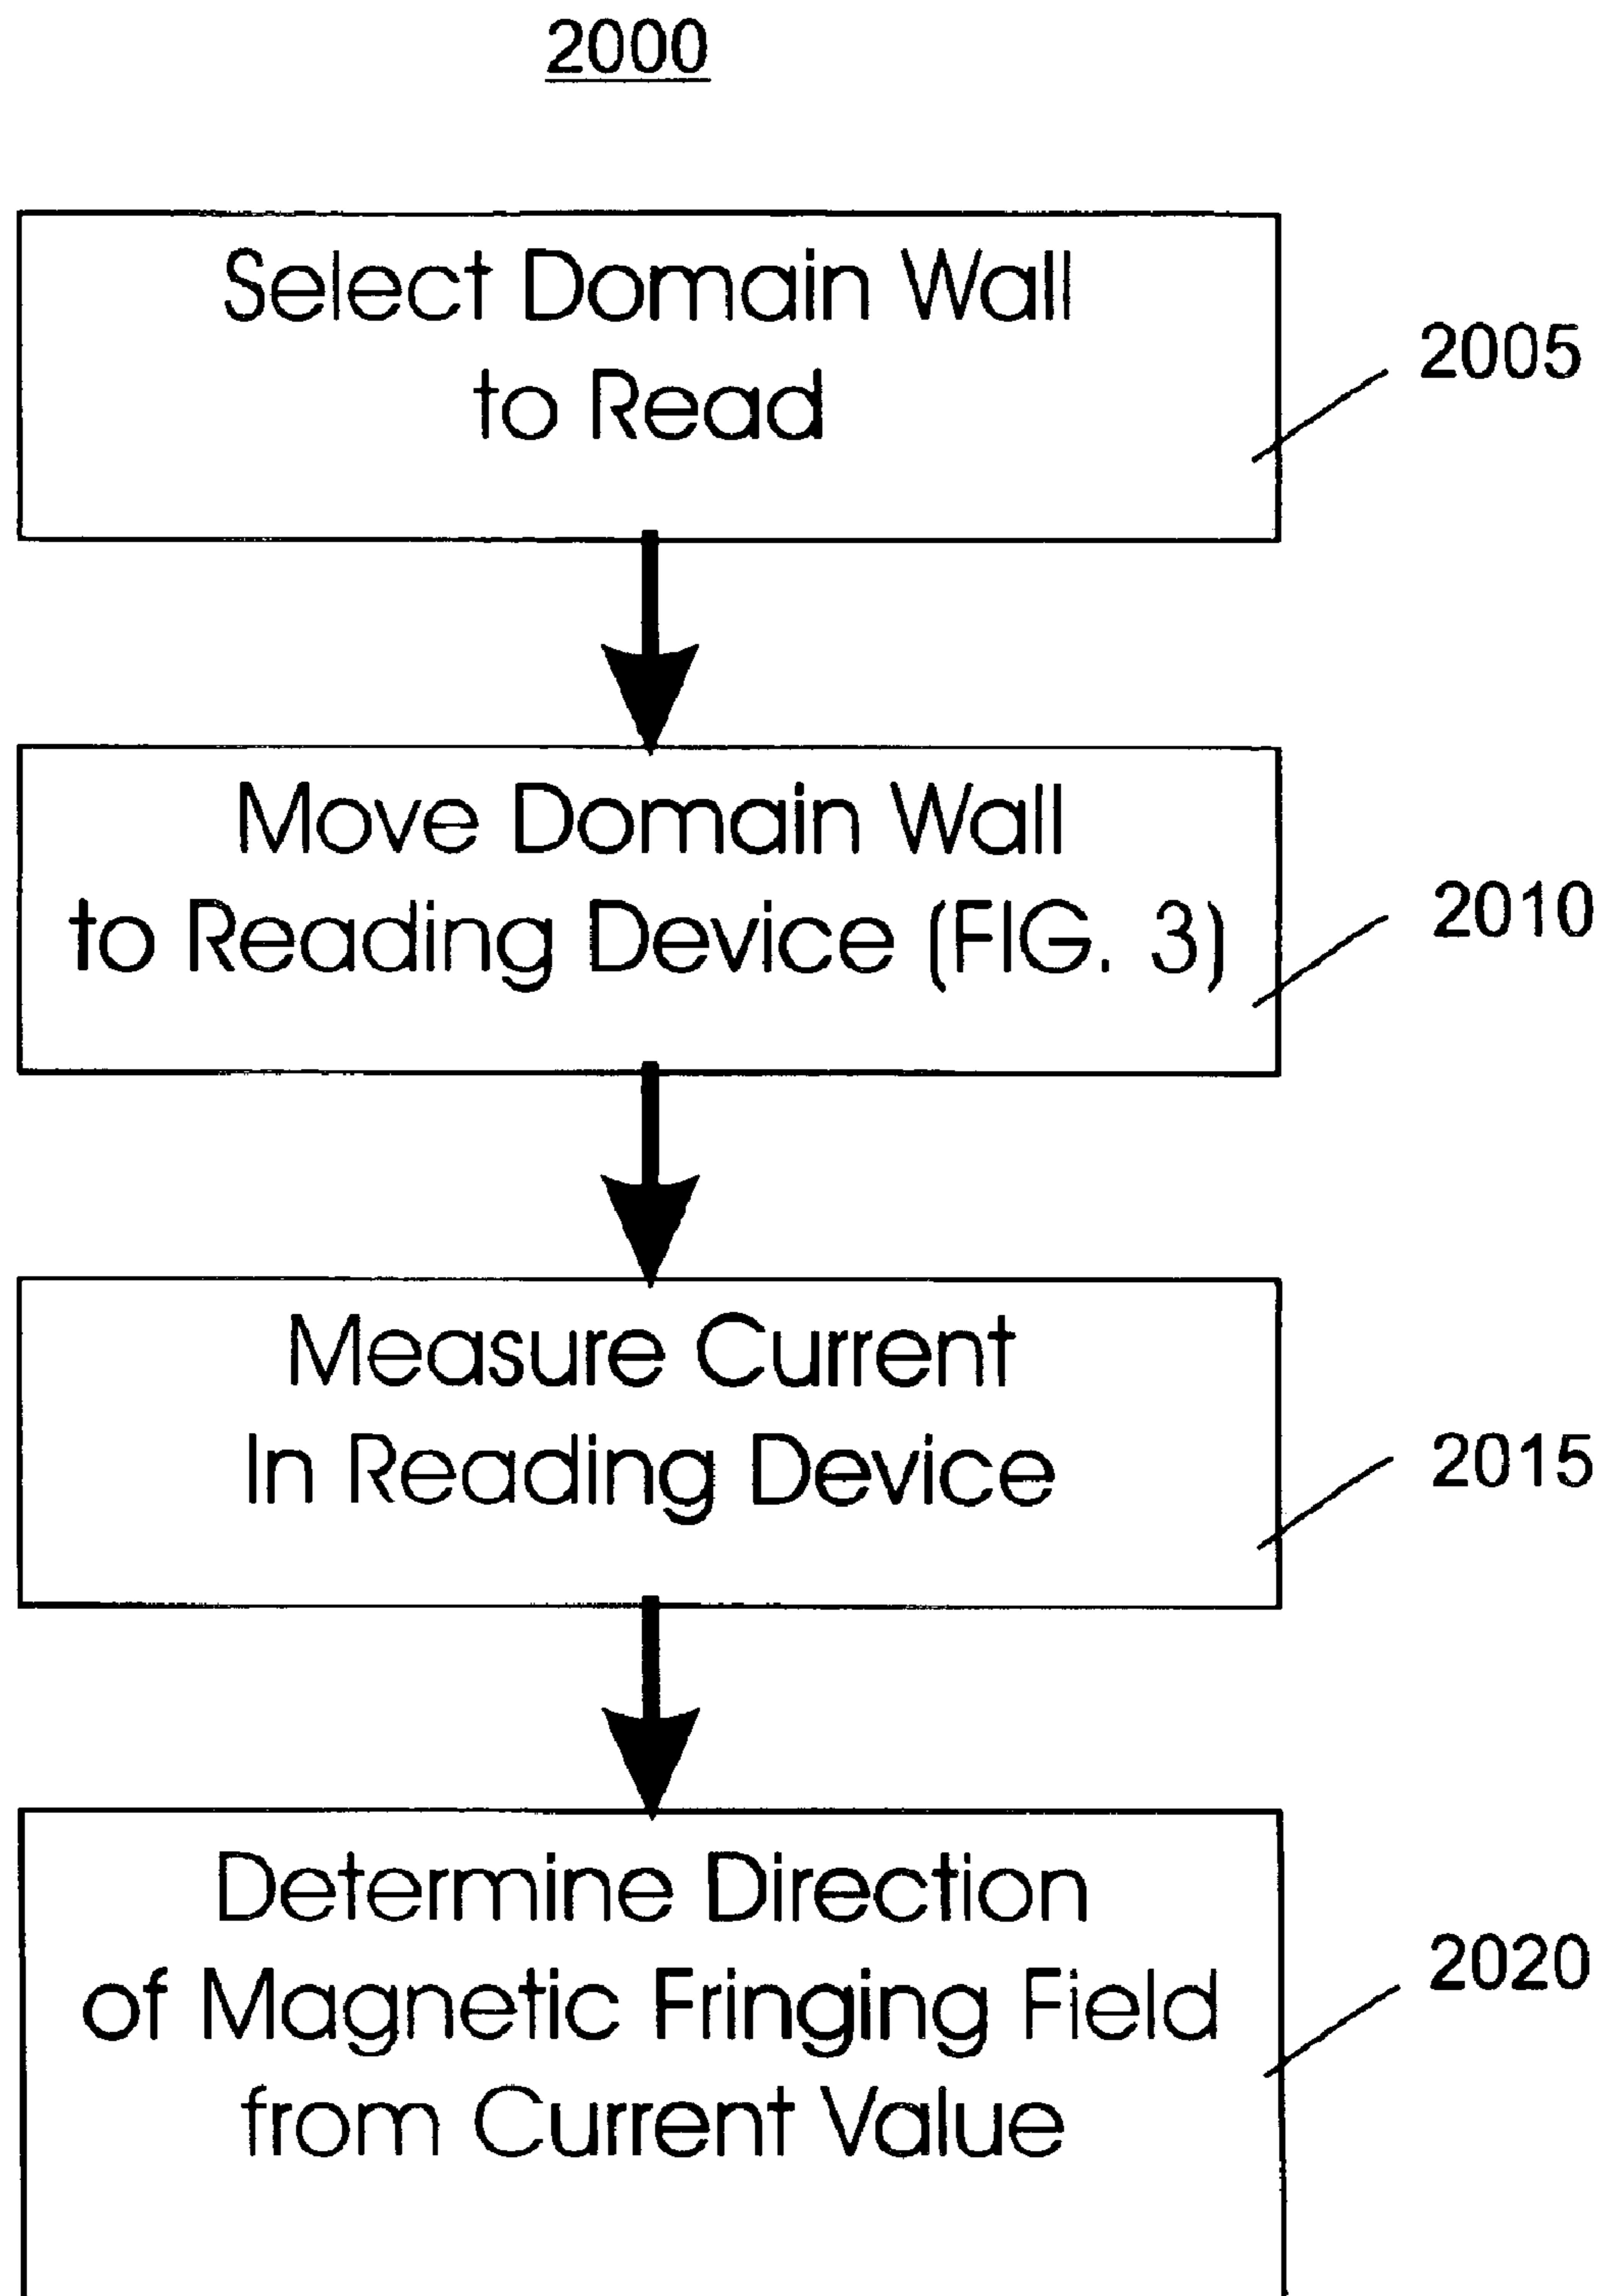 2000
Select Domain Wall
to Read
2005
Move Domain Wall
to Reading Device (FIG. 3)
2010
Measure Current
In Reading Device
2015
Determine Direction
of Magnetic Fringing Field
from Current Value
2020